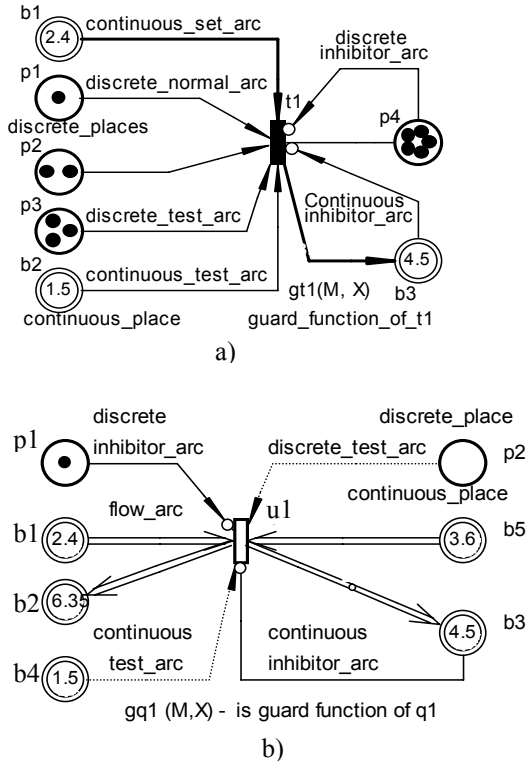 b1
2.4
continuous_set_arc
discrete
inhibitor_arc
p1
discrete_normal_arc
t1
p4
discrete_places
p2
p3
discrete_test_arc
Continuous
inhibitor_arc
b2
1.5
continuous_test_arc
4.5
gt1(M, X)
b3
continuous_place
guard_function_of_t1
a)
discrete
inhibitor_arc
discrete_place
p1
discrete_test_arc
p2
continuous_place
flow_arc
u1
b1
2.4
3.6
b5
b2
6.35
b3
4.5
continuous
test_arc
continuous
inhibitor_arc
b4
1.5
gq1 (M,X) - is guard function of q1
b)